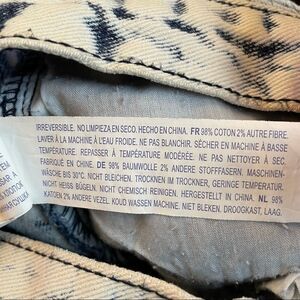 IRREVERSIBLE. NO LIMPIEZA EN SECO. HECHO EN CHINA. FR 98% COTON 2% AUTRE FIBRE.
LAVER À LA MACHINE À L'EAU FROIDE. NE PAS BLANCHIR. SÉCHER EN MACHINE À BASSE
TEMPÉRATURE. REPASSER À TEMPÉRATURE MODÉRÉE. NE PAS NETTOYER À SEC.
FABRIQUÉ EN CHINE. DE 98% BAUMWOLLE 2% ANDERE STOFFFASERN. MASCHINEN-
WÄSCHE BIS 30°C. NICHT BLEICHEN. TROCKNEN IM TROMMEL, GERINGE TEMPERATUR.
NICHT HEISS BÜGELN. NICHT CHEMISCH REINIGEN. HERGESTELLT IN CHINA. NL 98%
KATOEN 2% ANDERE VEZEL. KOUD WASSEN MACHINE. NIET BLEKEN. DROOGKAST, LAAG.